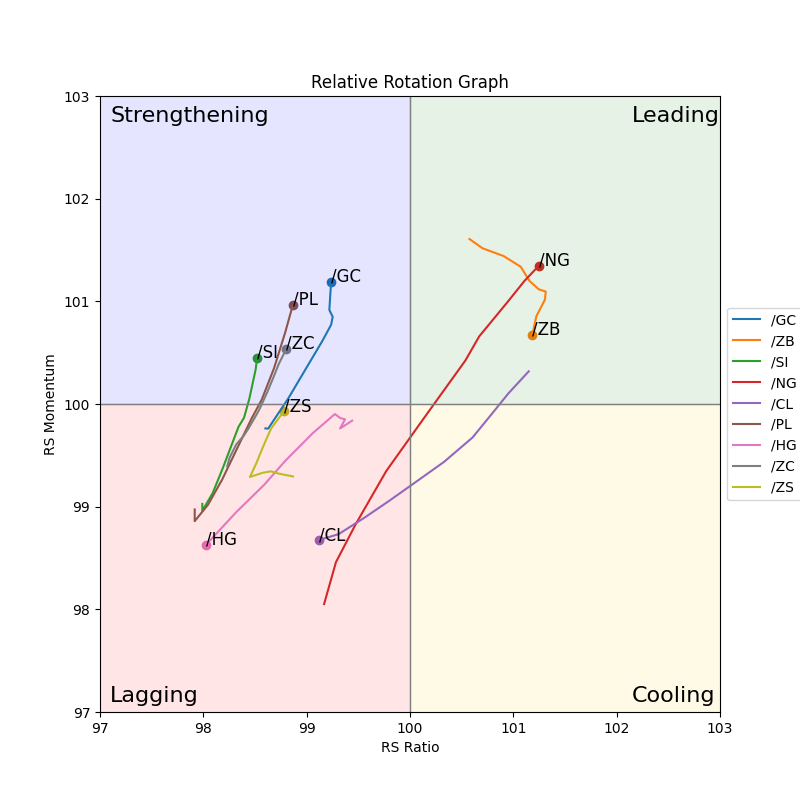 Relative Rotation Graph
103
Strengthening
Leading
102
/NG
/GC
/PL
101
/ZB
/ZC
/SI
100
/ZS
99
/CL
/HG
98
Lagging
Cooling
97
97
98
99
100
101
102
103
RS Ratio
RS Momentum
/GC
/ZB
/SI
/NG
/CL
/PL
/HG
/ZC
/ZS